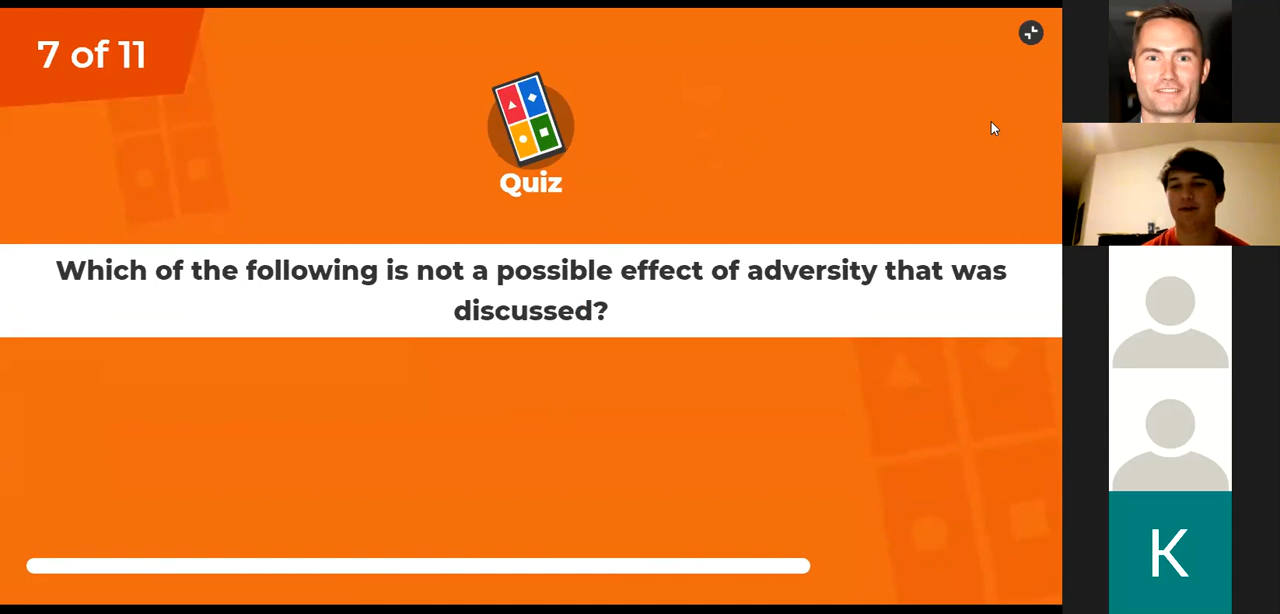 7 of 11
Quiz
Which of the following is not a possible effect of adversity that was
discussed?
K